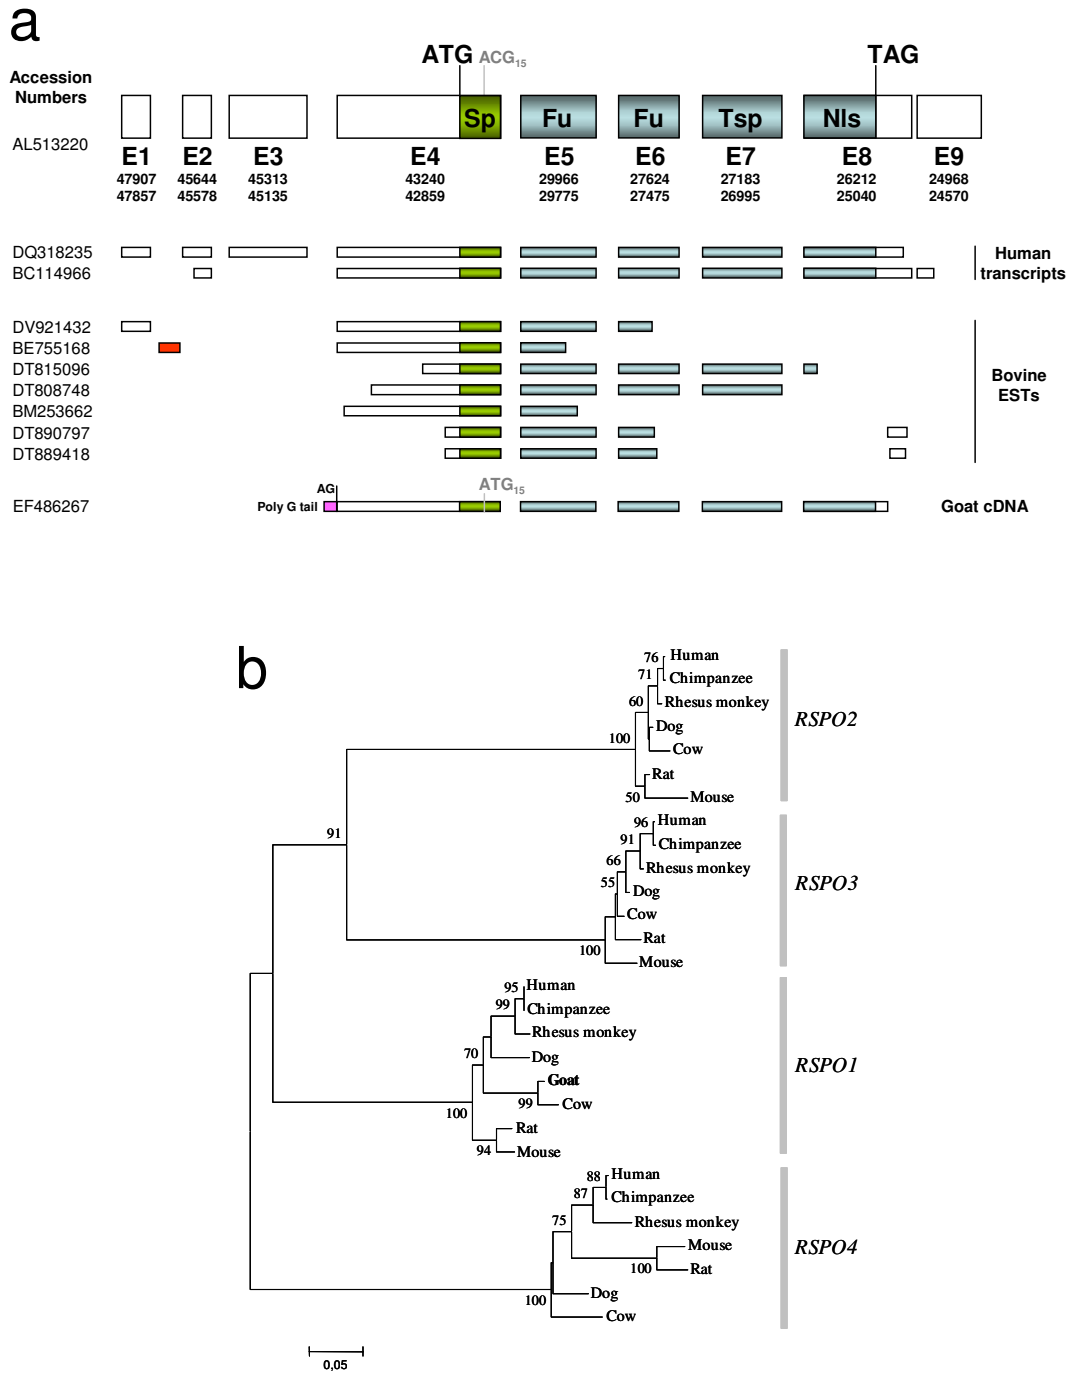 a
ATG ACG15 TAG
Accession
Numbers
Sp Fu Fu Tsp Nls
AL513220
E1 E2 E3 E4 E5 E6 E7 E8 E9
47907 45644 45313 43240 29966 27624 27183 26212 24968
47857 45578 45135 42859 29775 27475 26995 25040 24570
DQ318235 Human
BC114966 transcripts
DV921432
BE755168
DT815096 Bovine
DT808748 ESTs
BM253662
DT890797
DT889418
AG ATG15
EF486267 Poly G tail Goat cDNA
b
76 Human
71 Chimpanzee
60 Rhesus monkey
RSPO2
Dog
100 Cow
Rat
50 Mouse
96 Human
91 Chimpanzee
66 Rhesus monkey
RSPO3
55 Dog
Cow
Rat
100 Mouse
91
95 Human
99 Chimpanzee
Rhesus monkey
70 Dog
RSPO1
Goat
99 Cow
100
Rat
94 Mouse
88 Human
87 Chimpanzee
75 Rhesus monkey
Mouse
RSPO4
100 Rat
Dog
100 Cow
0,05